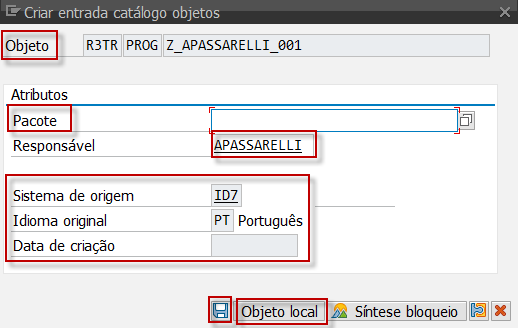 Criar entrada catálogo objetos
Objeto R3TR PROG Z_APASSARELLI_001
Atributos
Pacote
Responsável APASSARELLI
Sistema de origem ID7
Idioma original PT Português
Data de criação
Objeto local Síntese bloqueio